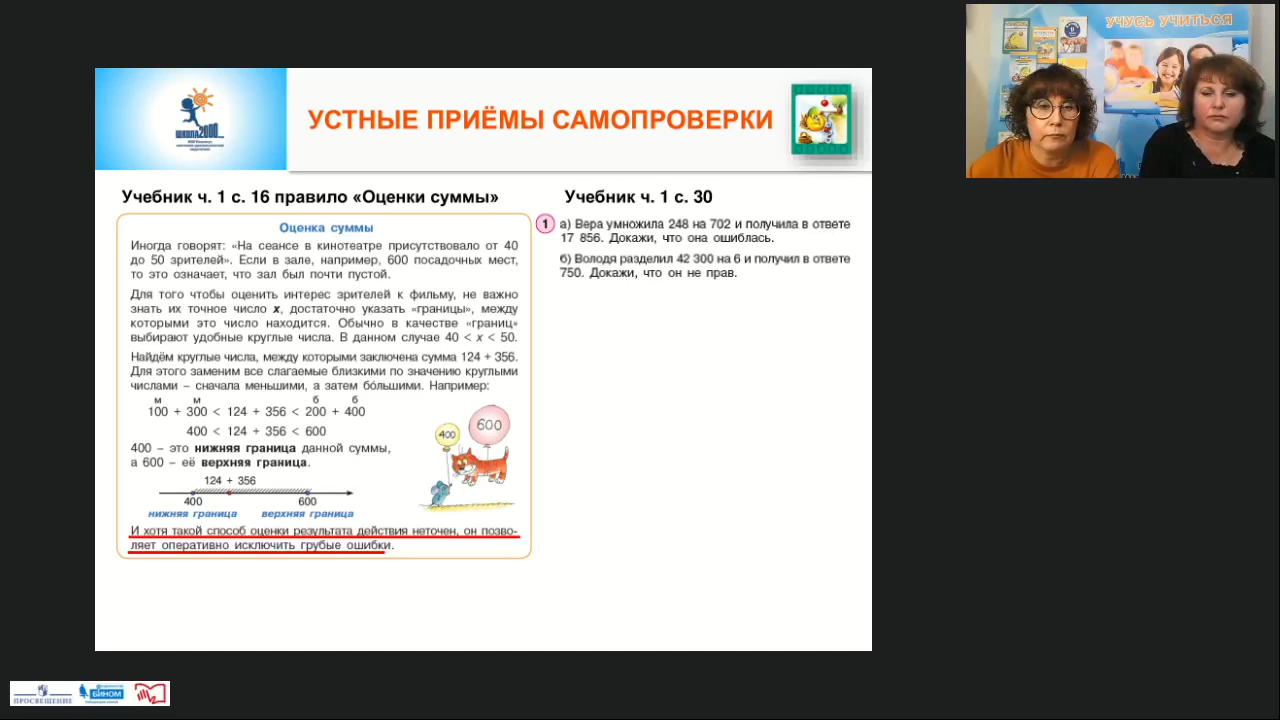 УЧУСЬ УЧИТЬСЯ
ШКОЛА 2000...
УСТНЫЕ ПРИЁМЫ САМОПРОВЕРКИ
Учебник ч. 1 с. 16 правило «Оценки суммы»
Оценка суммы
Иногда говорят: «На сеансе в кинотеатре присутствовало от 40
до 50 зрителей». Если в зале, например, 600 посадочных мест,
то это означает, что зал был почти пустой.
Для того чтобы оценить интерес зрителей к фильму, не важно
знать их точное число x, достаточно указать «границы», между
которыми это число находится. Обычно в качестве «границ»
выбирают удобные круглые числа. В данном случае 40 < x < 50.
Найдём круглые числа, между которыми заключена сумма 124 + 356.
Для этого заменим все слагаемые близкими по значению круглыми
числами – сначала меньшими, а затем бо́льшими. Например:
м м б б
100 + 300 < 124 + 356 < 200 + 400
400 < 124 + 356 < 600
400 – это нижняя граница данной суммы,
а 600 – её верхняя граница.
400
600
124 + 356
400 600
нижняя граница верхняя граница
И хотя такой способ оценки результата действия неточен, он позво-
ляет оперативно исключить грубые ошибки.
Учебник ч. 1 с. 30
1 а) Вера умножила 248 на 702 и получила в ответе
17 856. Докажи, что она ошиблась.
б) Володя разделил 42 300 на 6 и получил в ответе
750. Докажи, что он не прав.
ПРОСВЕЩЕНИЕ
БИНОМ